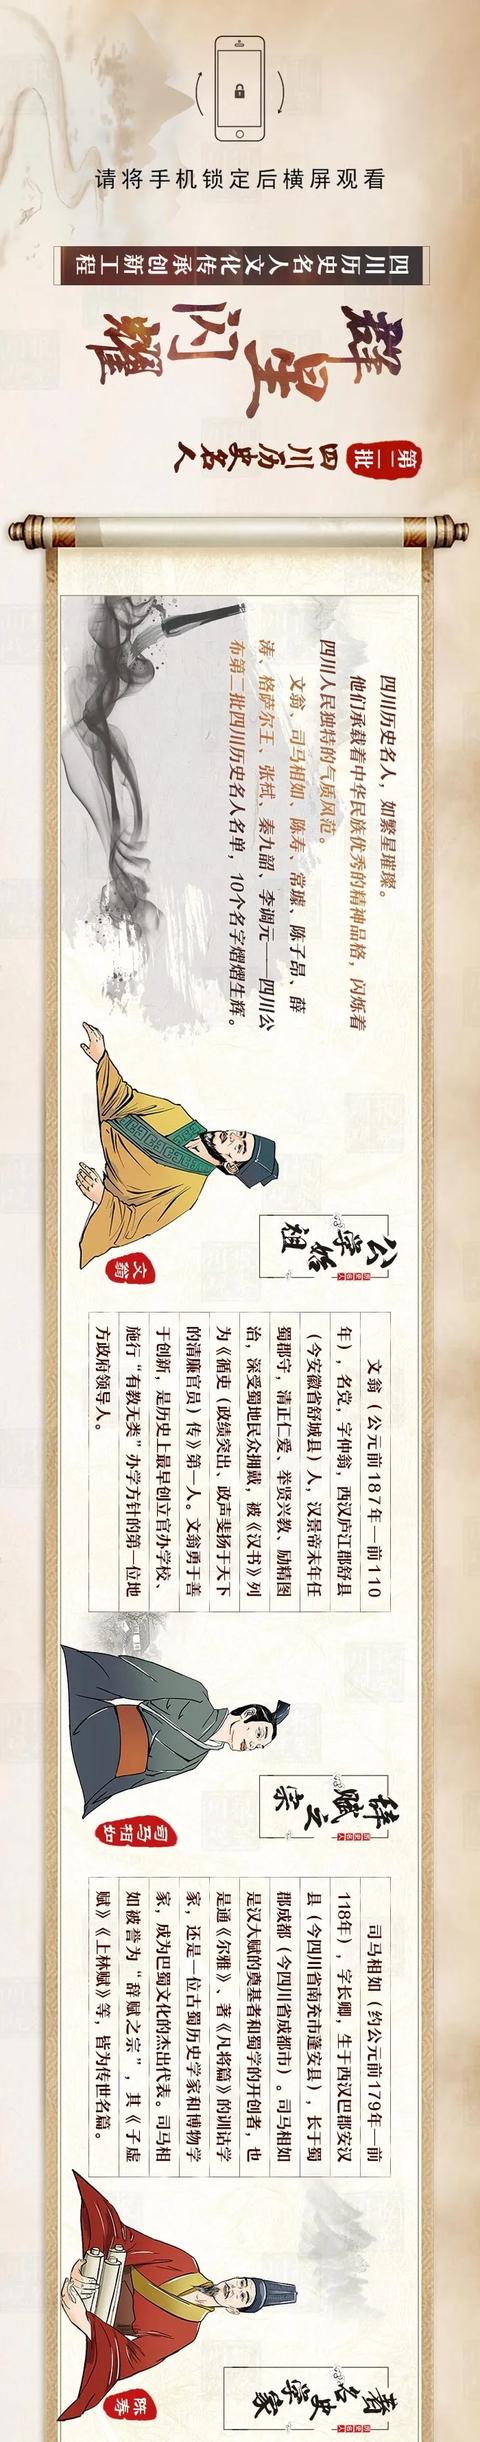 请将手机锁定后横屏观看
四川历史名人文化传承创新工程
群星闪耀
第二批
四川历史名人
四川历史名人，如繁星璀璨。
他们承载着中华民族优秀的精神品格，闪烁着
四川人民独特的气质风范。
文翁、司马相如、陈寿、常璩、陈子昂、薛
涛、格萨尔王、张栻、秦九韶、李调元——四川公
布第二批四川历史名人名单，10个名字熠熠生辉。
公学始祖
文翁
文翁（公元前187年—前110
年），名党，字仲翁，西汉庐江郡舒县
（今安徽省舒城县）人，汉景帝末年任
蜀郡守，清正仁爱、举贤兴教、励精图
治，深受蜀地民众拥戴，被《汉书》列
为《循吏（政绩突出、政声斐扬于天下
的清廉官员）传》第一人。文翁勇于善
于创新，是历史上最早创立官办学校、
施行“有教无类”办学方针的第一位地
方政府领导人。
辞赋之宗
司马相如
司马相如（约公元前179年—前
118年），字长卿，生于西汉巴郡安汉
县（今四川省南充市蓬安县），长于蜀
郡成都（今四川省成都市）。司马相如
是汉大赋的奠基者和蜀学的开创者，也
是通《尔雅》、著《凡将篇》的训诂学
家，还是一位古蜀历史学家和博物学
家，成为巴蜀文化的杰出代表。司马相
如被誉为“辞赋之宗”，其《子虚
赋》《上林赋》等，皆为传世名篇。
著名史学家
陈寿